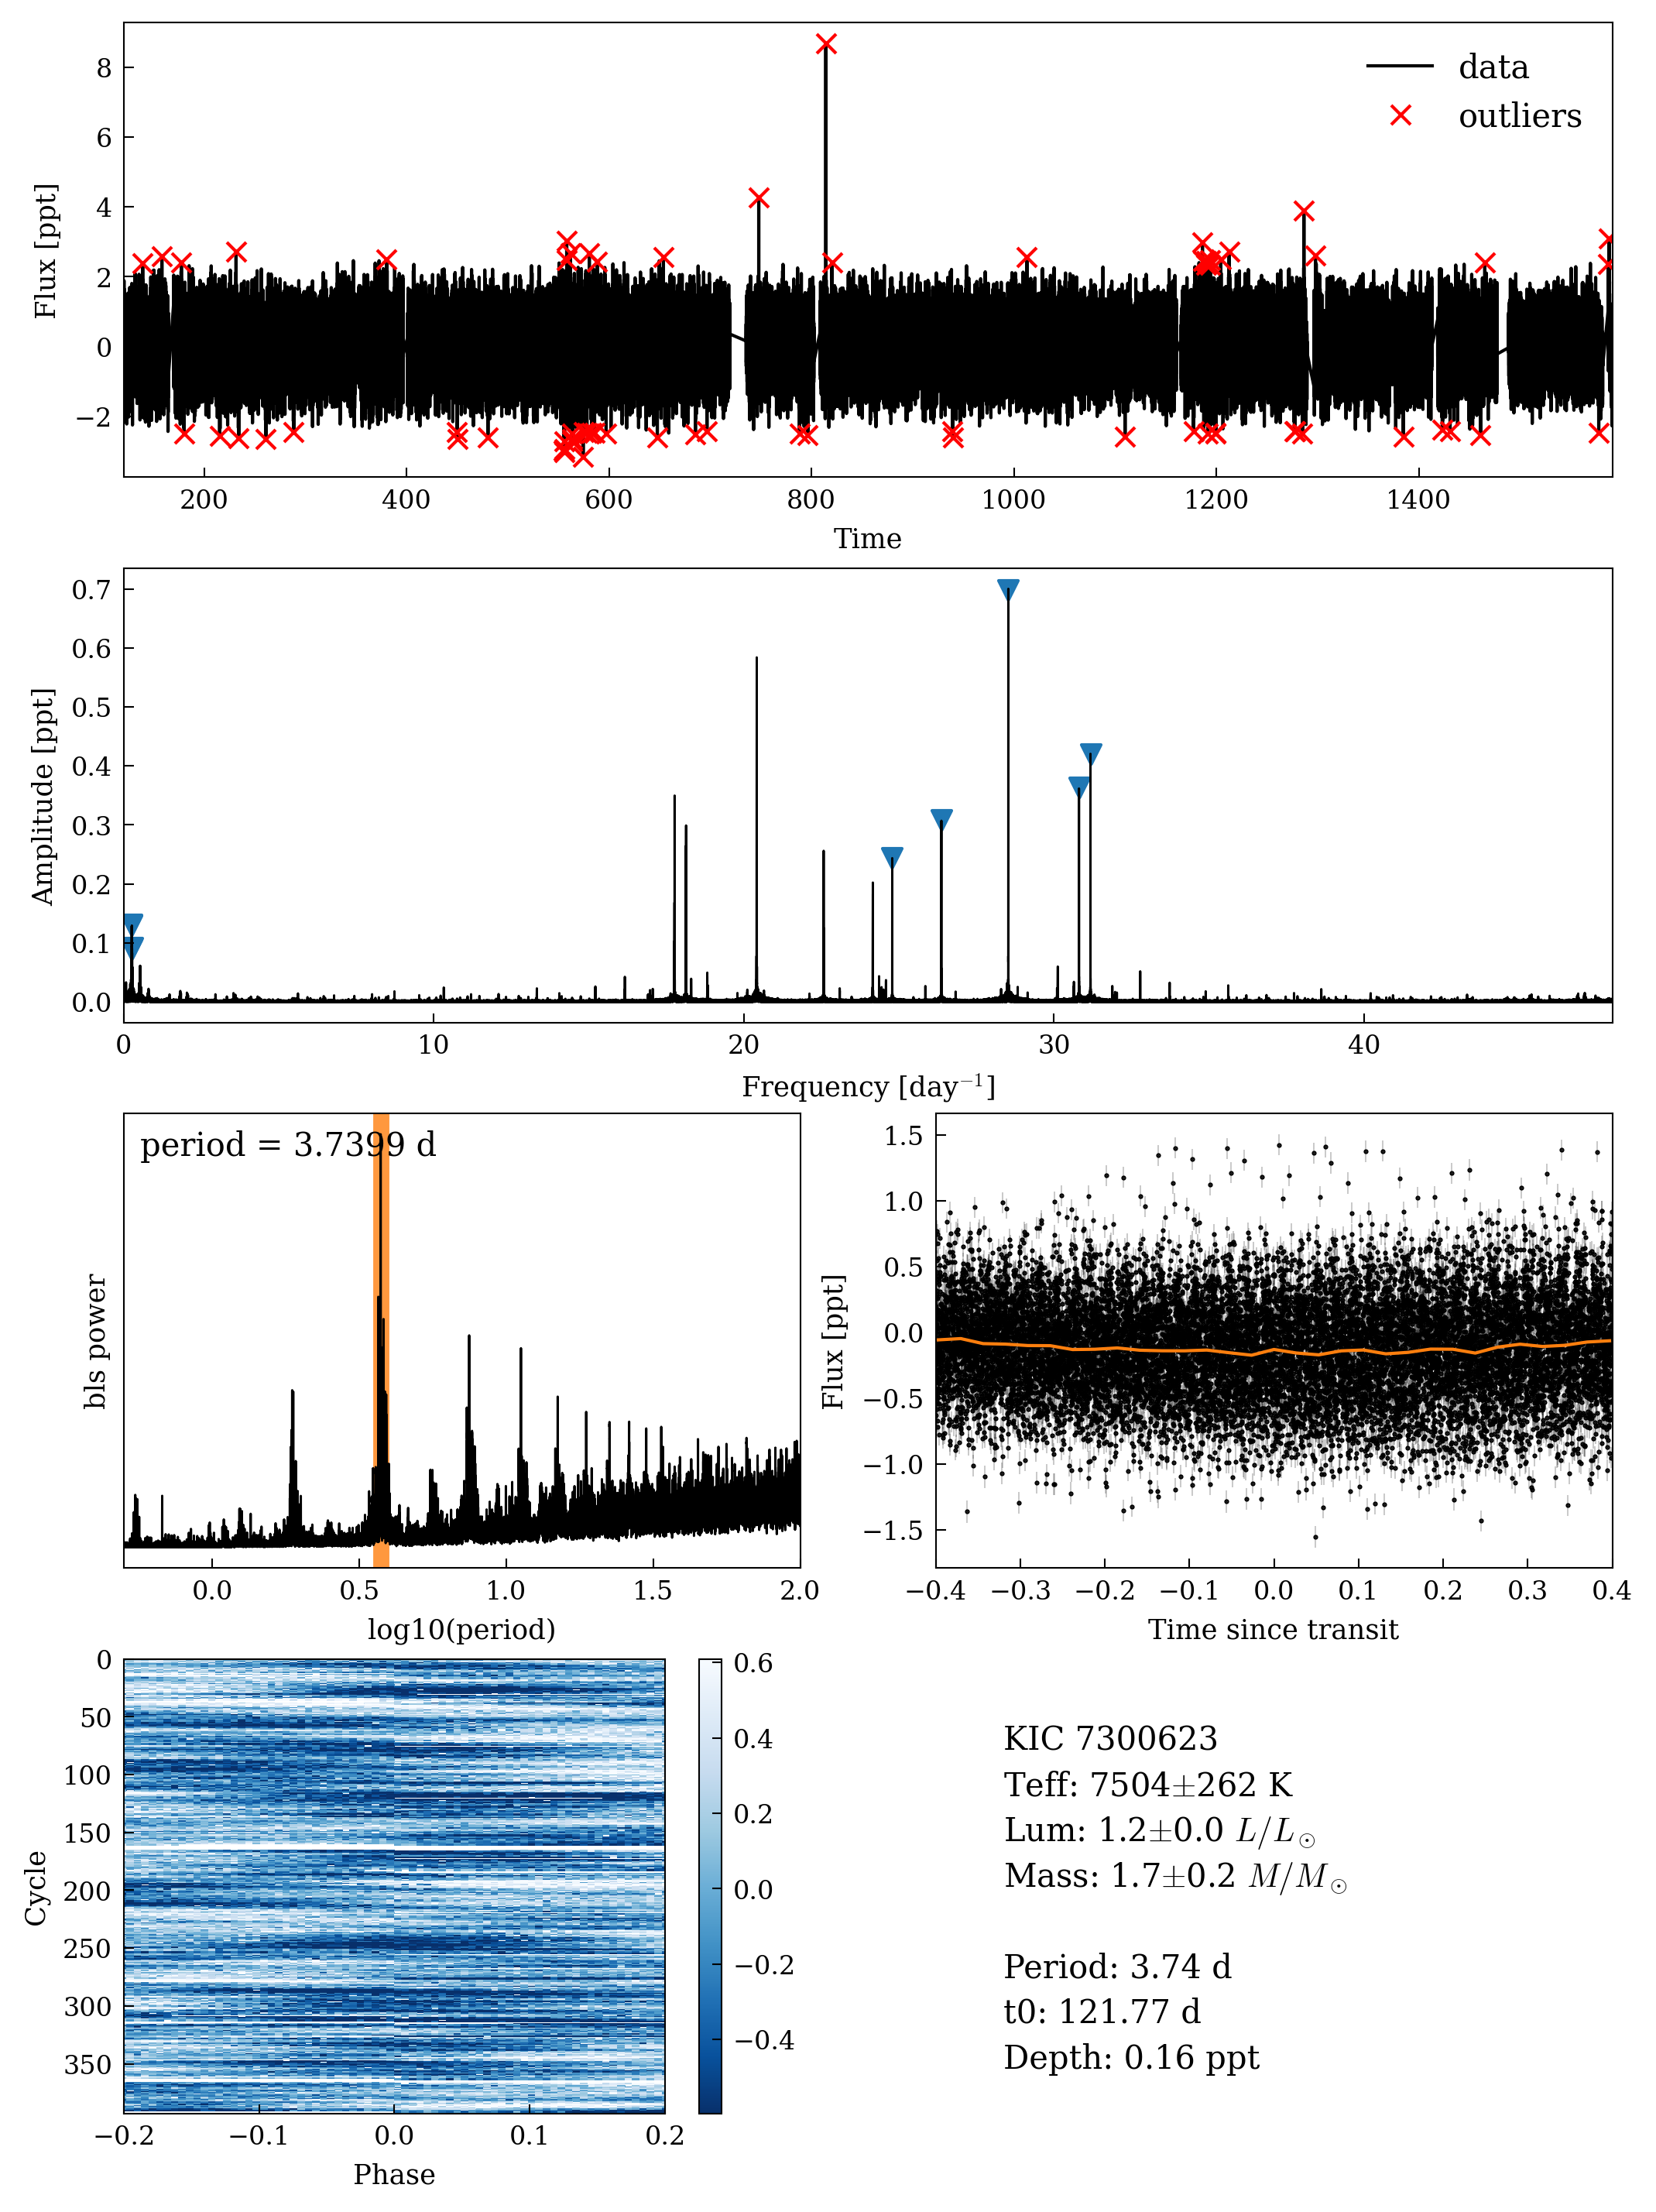 data
outliers
8
6
4
2
0
−2
Flux [ppt]
200 400 600 800 1000 1200 1400
Time
0.7
0.6
0.5
0.4
0.3
0.2
0.1
0.0
Amplitude [ppt]
0 10 20 30 40
Frequency [day−1]
period = 3.7399 d
bls power
0.0 0.5 1.0 1.5 2.0
log10(period)
1.5
1.0
0.5
0.0
−0.5
−1.0
−1.5
Flux [ppt]
−0.4 −0.3 −0.2 −0.1 0.0 0.1 0.2 0.3 0.4
Time since transit
0
50
100
150
200
250
300
350
Cycle
−0.2 −0.1 0.0 0.1 0.2
Phase
0.6
0.4
0.2
0.0
−0.2
−0.4
KIC 7300623
Teff: 7504±262 K
Lum: 1.2±0.0 L/L⊙
Mass: 1.7±0.2 M/M⊙
Period: 3.74 d
t0: 121.77 d
Depth: 0.16 ppt